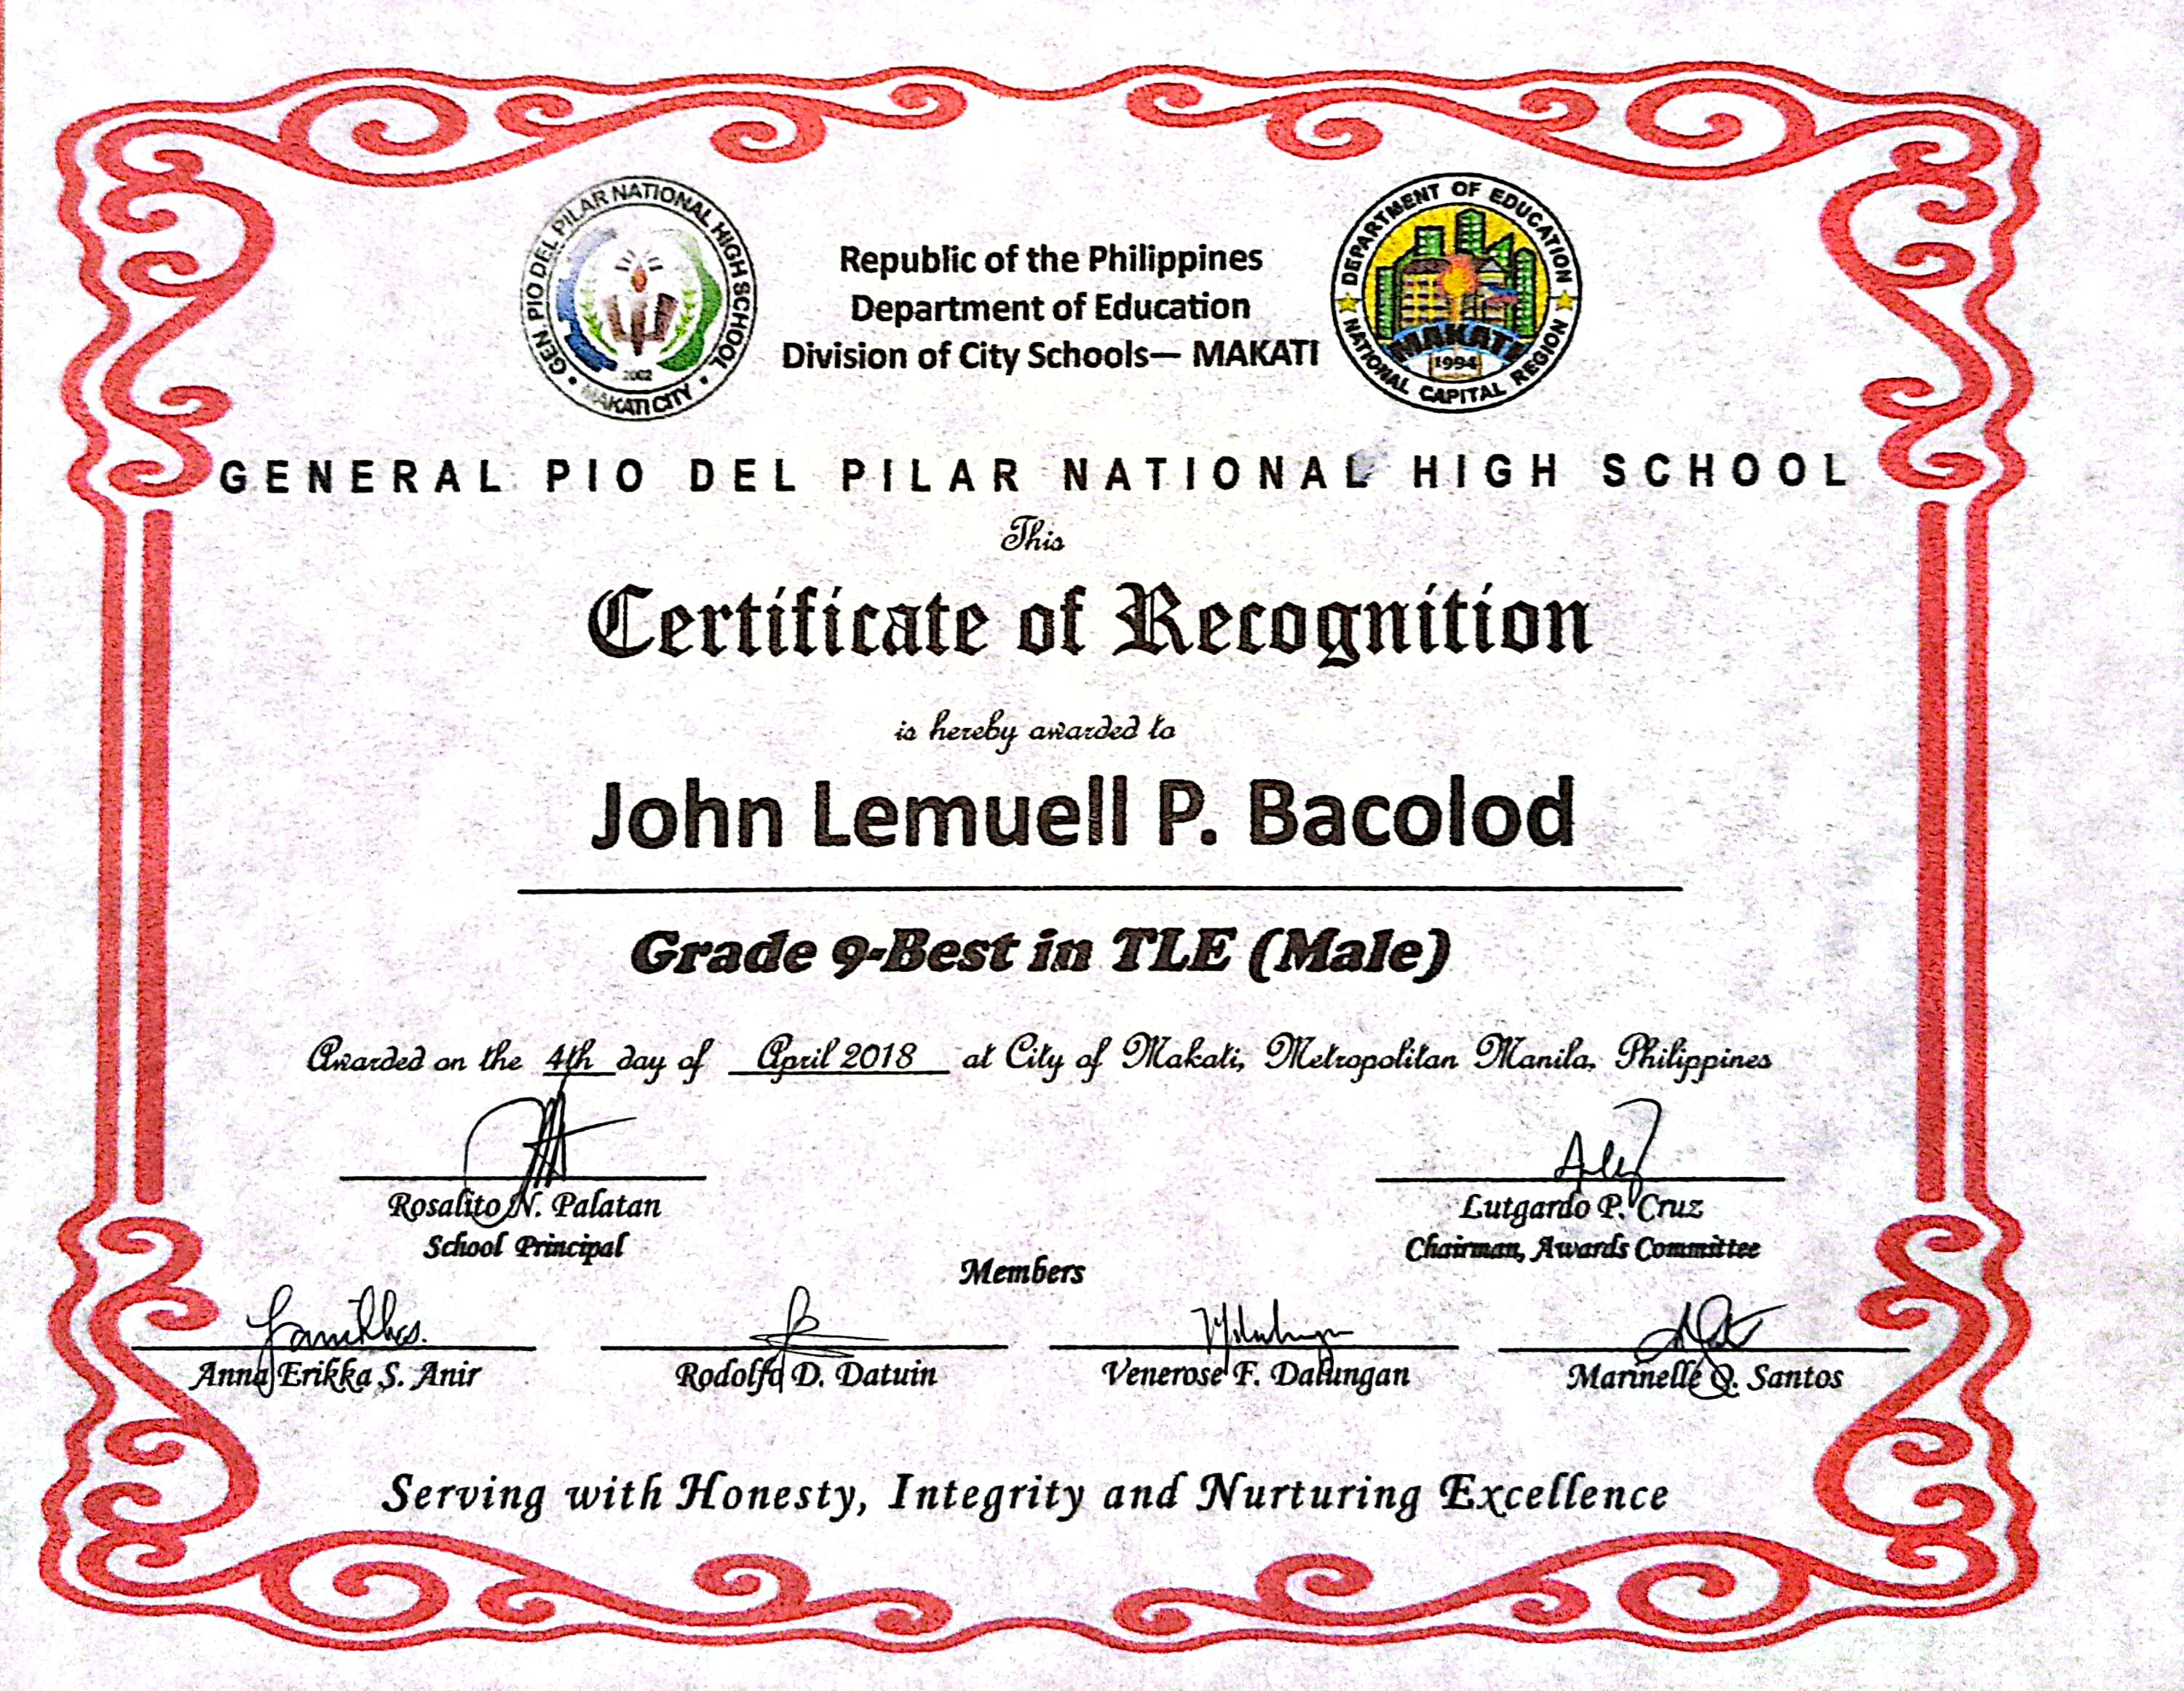 GEN PIO DEL PILAR NATIONAL HIGH SCHOOL
2002
MAKATI CITY
Republic of the Philippines
Department of Education
Division of City Schools— MAKATI
DEPARTMENT OF EDUCATION
MAKATI
1994
NATIONAL CAPITAL REGION
GENERAL PIO DEL PILAR NATIONAL HIGH SCHOOL
This
Certificate of Recognition
is hereby awarded to
John Lemuell P. Bacolod
Grade 9-Best in TLE (Male)
Awarded on the 4th day of April 2018 at City of Makati, Metropolitan Manila, Philippines
Rosalito N. Palatan
School Principal
Lutgardo P. Cruz
Chairman, Awards Committee
Members
Anna Erikka S. Anir
Rodolfo D. Datuin
Venerose F. Dalungan
Marinelle Q. Santos
Serving with Honesty, Integrity and Nurturing Excellence